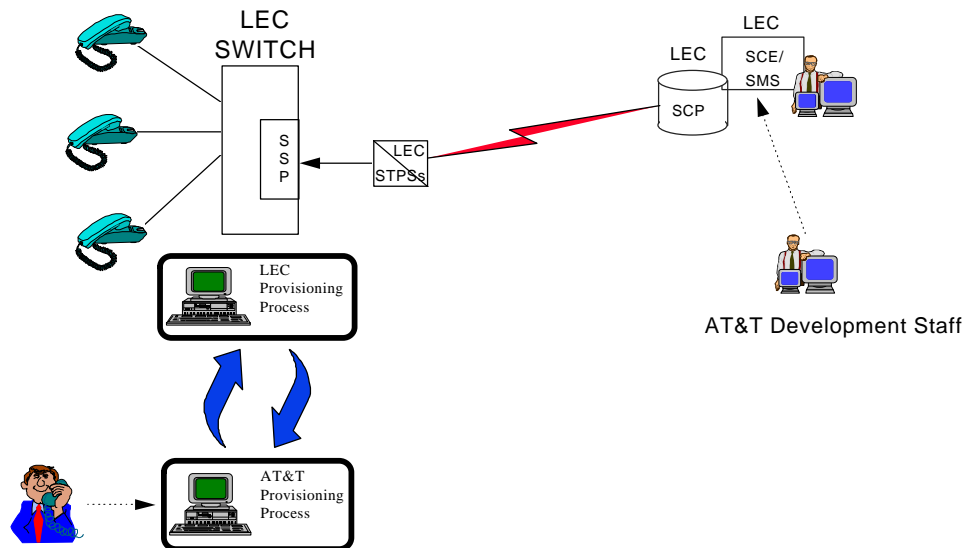 LEC
SWITCH
S
S
P
LEC
STPSs
LEC
SCP
LEC
SCE/
SMS
AT&T Development Staff
LEC
Provisioning
Process
AT&T
Provisioning
Process